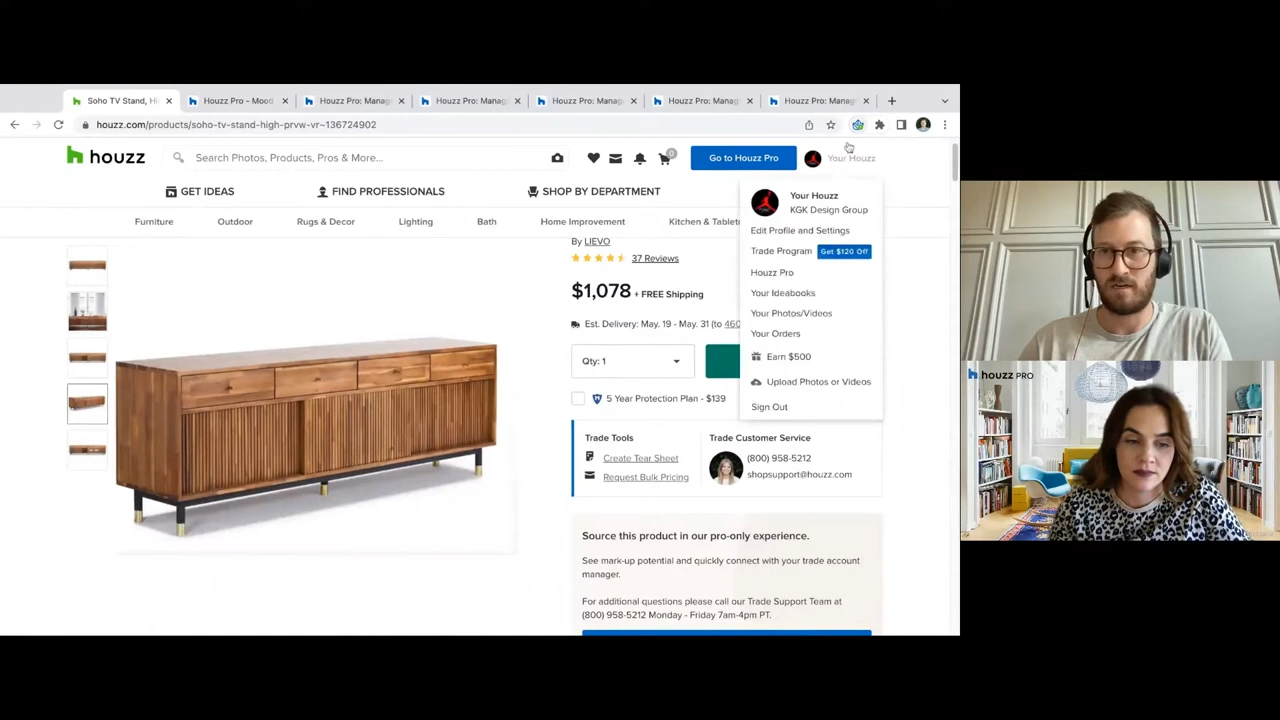 Soho TV Stand, Hi
Houzz Pro - Mood
Houzz Pro: Manag
Houzz Pro: Manag
Houzz Pro: Manag
Houzz Pro: Manag
Houzz Pro: Manag
houzz.com/products/soho-tv-stand-high-prvw-vr~136724902
houzz
Search Photos, Products, Pros & More...
0
Go to Houzz Pro
Your Houzz
GET IDEAS
FIND PROFESSIONALS
SHOP BY DEPARTMENT
Furniture
Outdoor
Rugs & Decor
Lighting
Bath
Home Improvement
Kitchen & Tablet
Your Houzz
KGK Design Group
Edit Profile and Settings
Trade Program Get $120 Off
Houzz Pro
Your Ideabooks
Your Photos/Videos
Your Orders
Earn $500
Upload Photos or Videos
Sign Out
By LIEVO
37 Reviews
$1,078 + FREE Shipping
Est. Delivery: May. 19 - May. 31 (to 460
Qty: 1
5 Year Protection Plan - $139
Trade Tools
Create Tear Sheet
Request Bulk Pricing
Trade Customer Service
(800) 958-5212
shopsupport@houzz.com
Source this product in our pro-only experience.
See mark-up potential and quickly connect with your trade account
manager.
For additional questions please call our Trade Support Team at
(800) 958-5212 Monday - Friday 7am-4pm PT.
houzz PRO